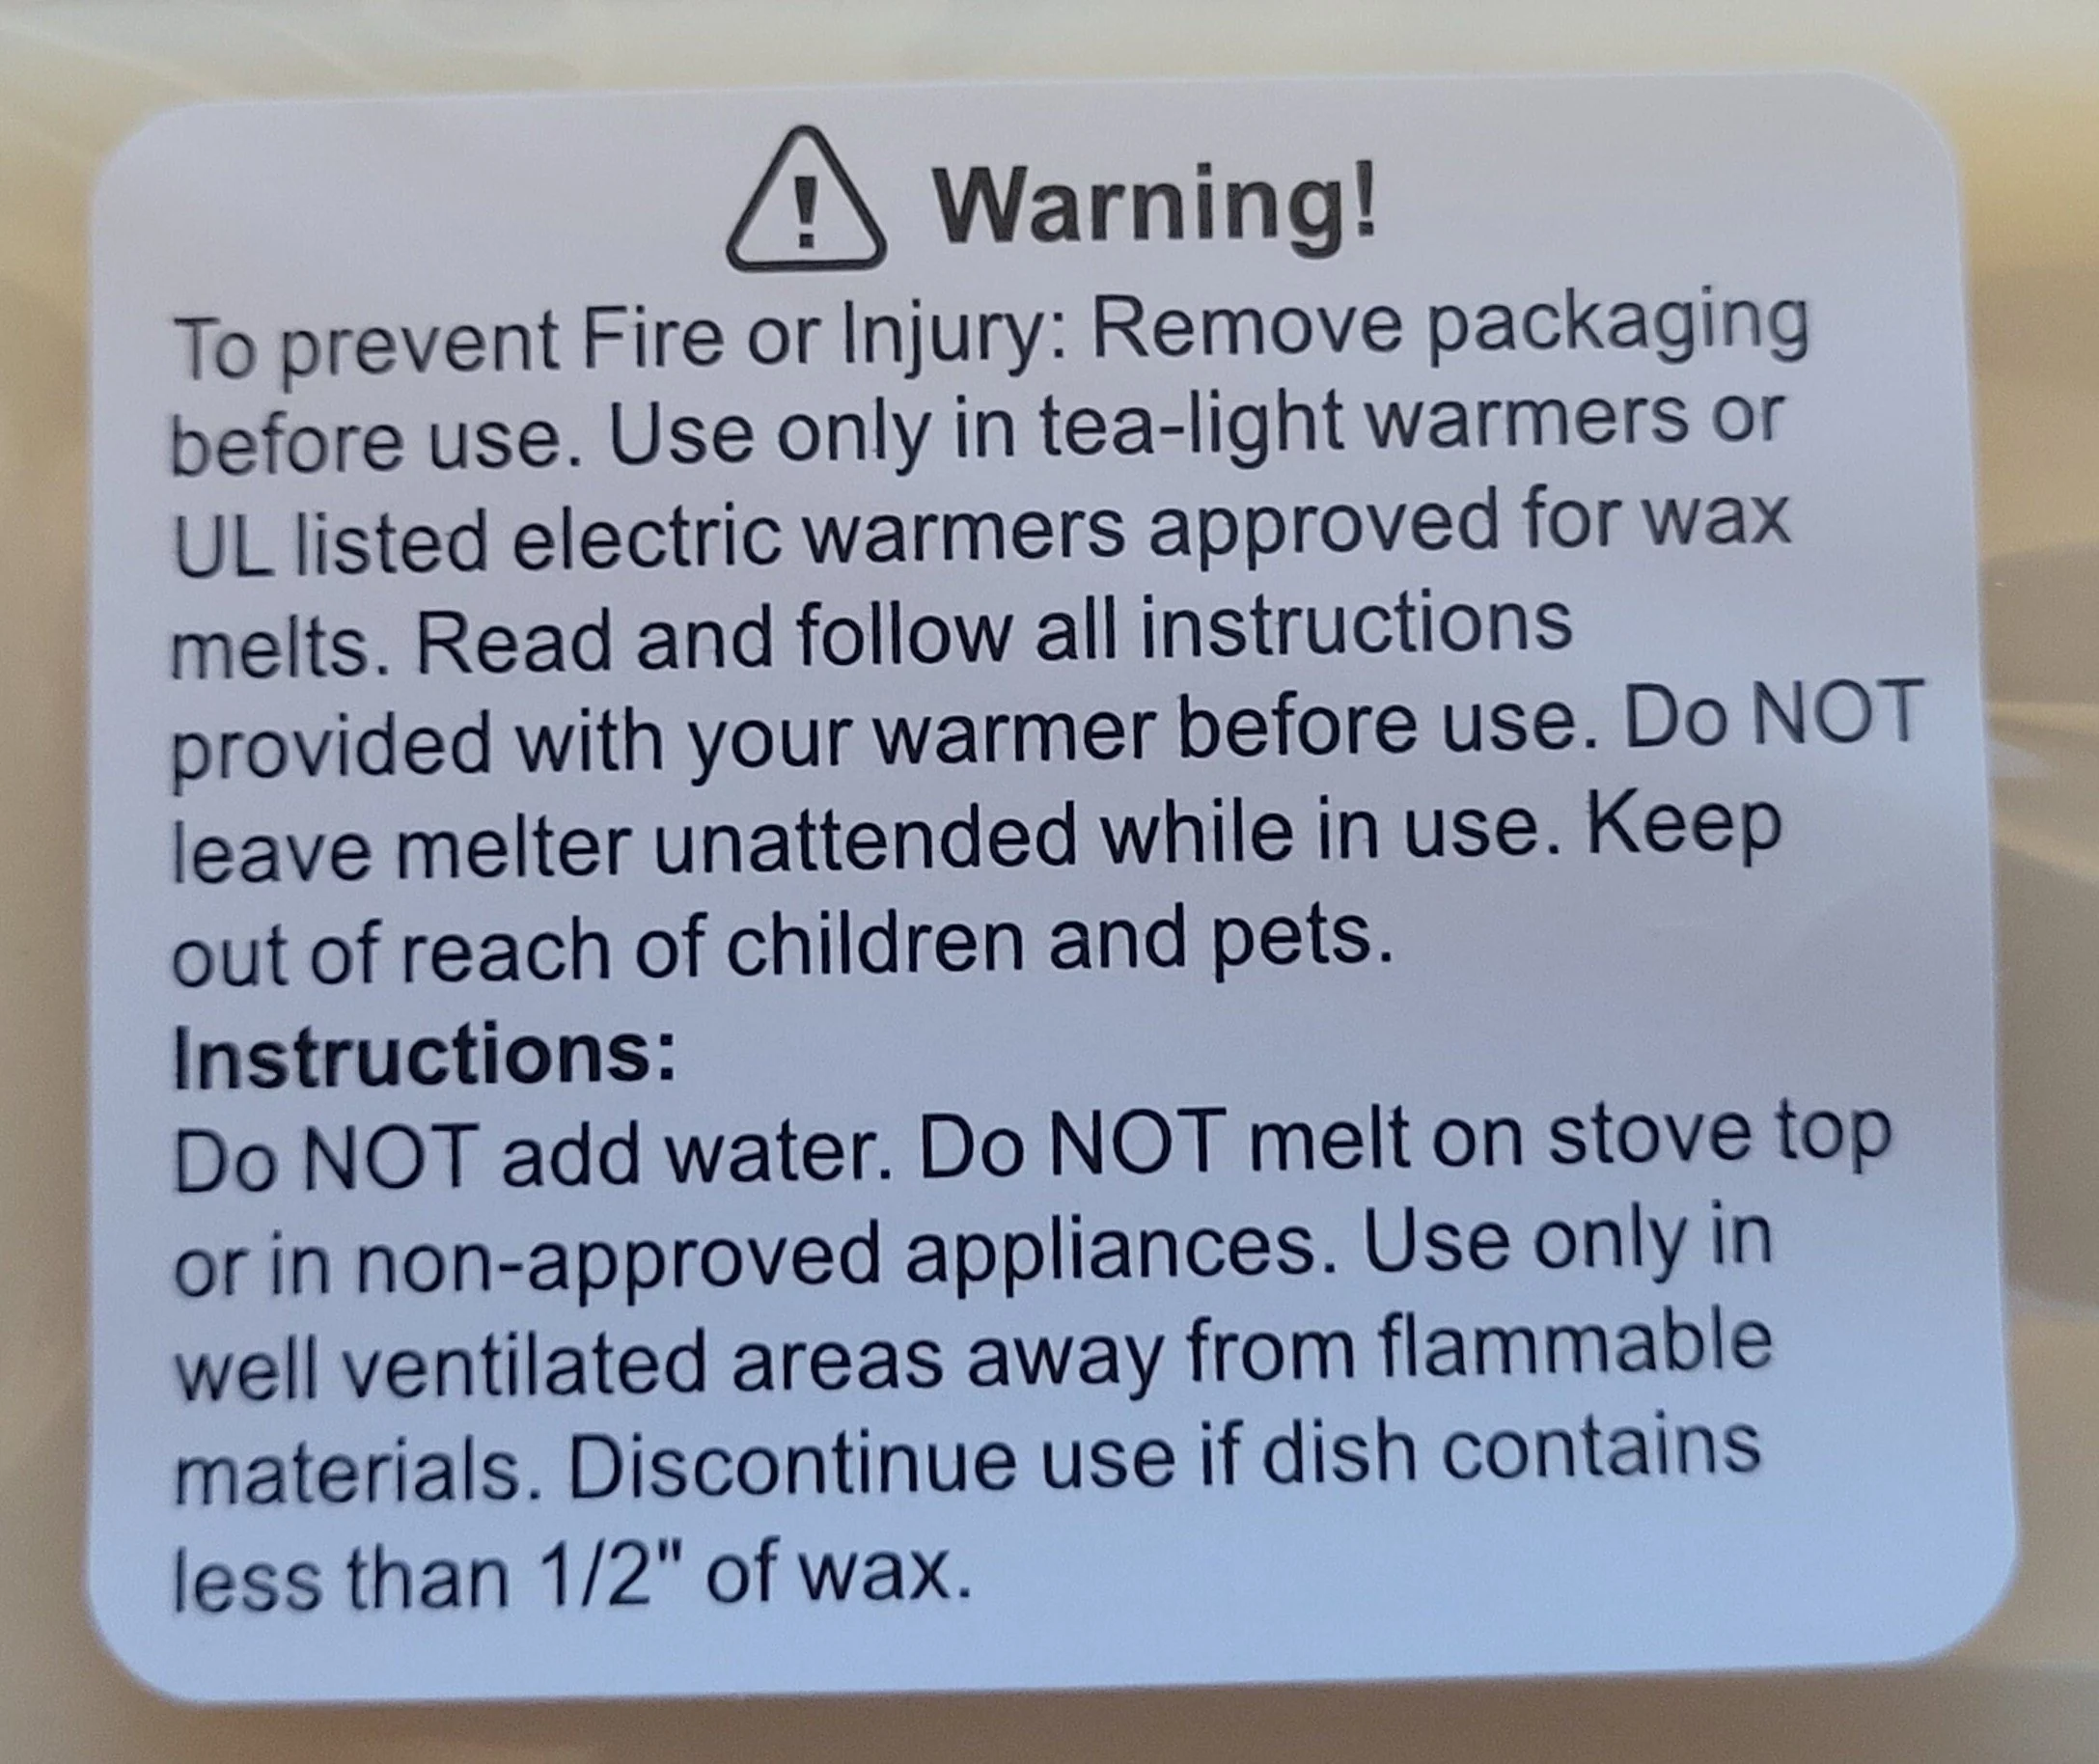 ! Warning!
To prevent Fire or Injury: Remove packaging
before use. Use only in tea-light warmers or
UL listed electric warmers approved for wax
melts. Read and follow all instructions
provided with your warmer before use. Do NOT
leave melter unattended while in use. Keep
out of reach of children and pets.
Instructions:
Do NOT add water. Do NOT melt on stove top
or in non-approved appliances. Use only in
well ventilated areas away from flammable
materials. Discontinue use if dish contains
less than 1/2" of wax.